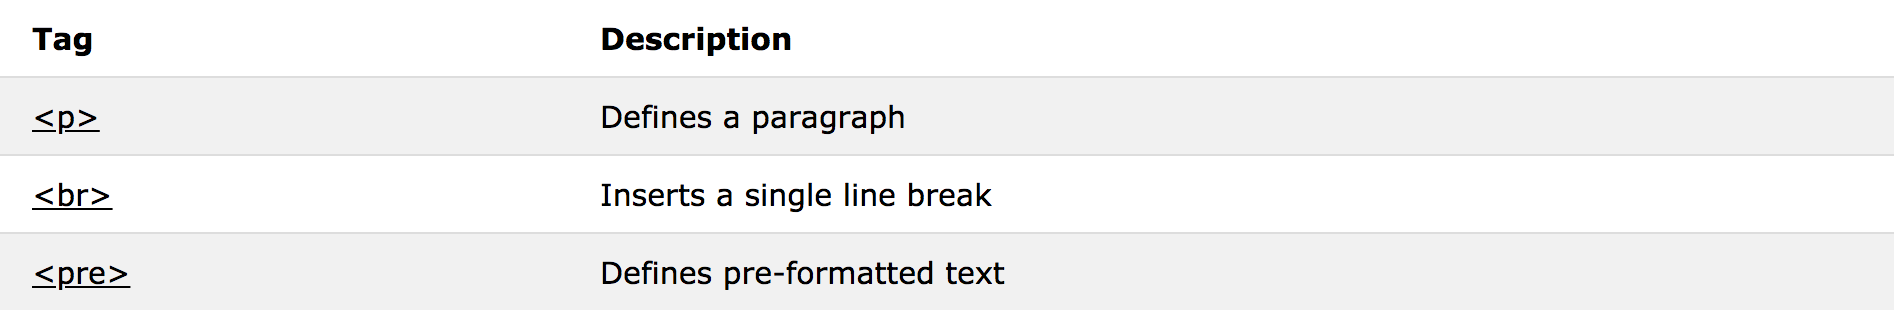 Tag Description
<p> Defines a paragraph
<br> Inserts a single line break
<pre> Defines pre-formatted text